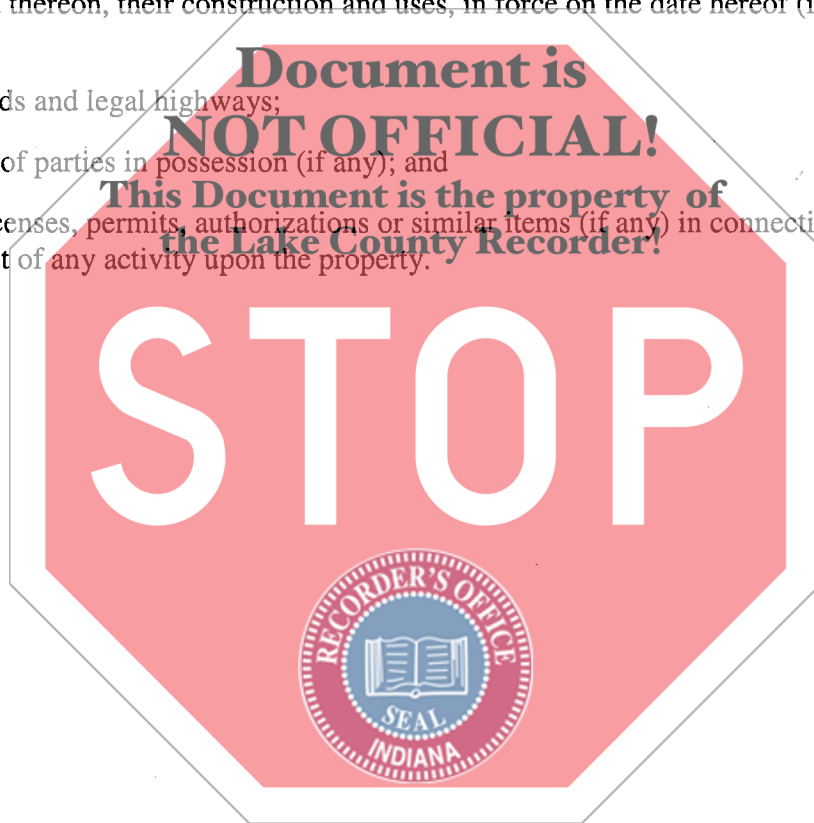 thereon, their construction and uses, in force on the date hereof (i
Document is
ds and legal highways;
NOT OFFICIAL!
of parties in possession (if any); and
This Document is the property of
enses, permits, authorizations or similar items (if any) in connecti
the Lake County Recorder!
t of any activity upon the property.
STOP
RECORDER'S OFFICE
SEAL
INDIANA